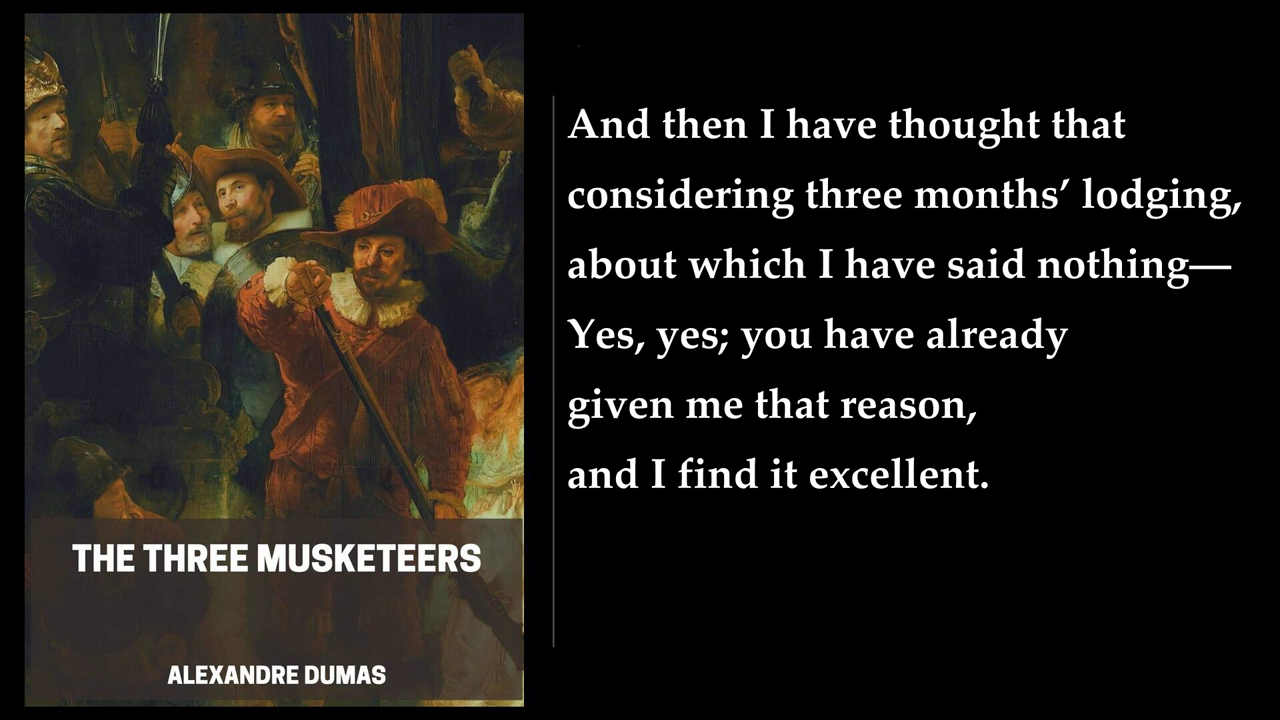 THE THREE MUSKETEERS
ALEXANDRE DUMAS
And then I have thought that
considering three months’ lodging,
about which I have said nothing—
Yes, yes; you have already
given me that reason,
and I find it excellent.